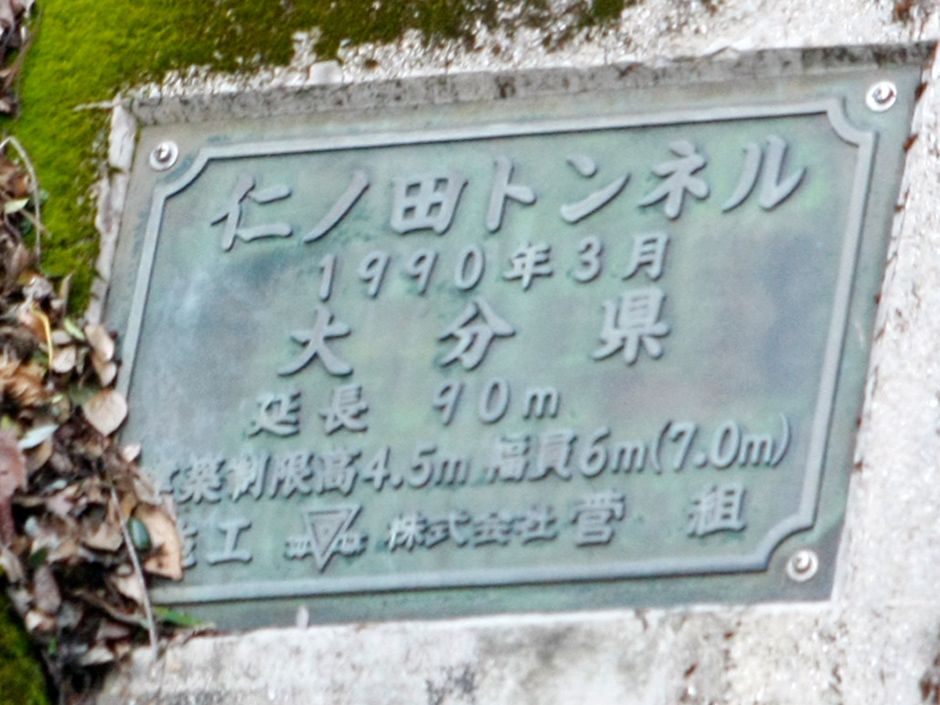 仁ノ田トンネル
1990年3月
大分県
延長 90m
建築制限高4.5m 幅員6m(7.0m)
施工 株式会社 菅組